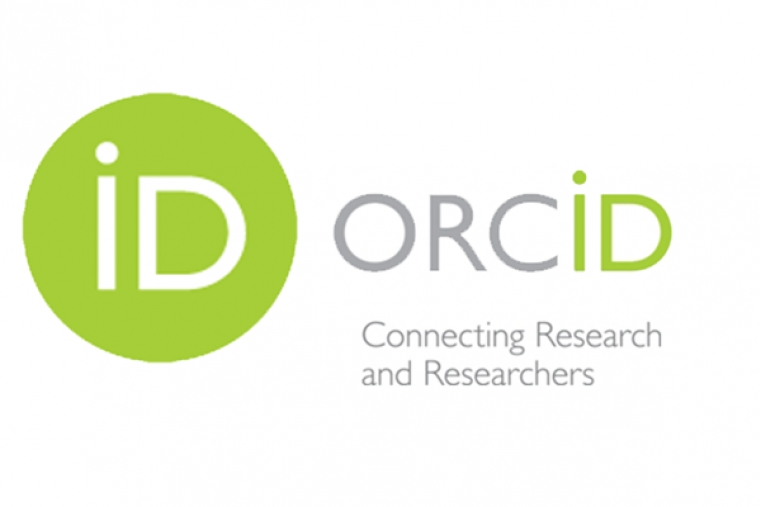 iD
ORCiD
Connecting Research
and Researchers